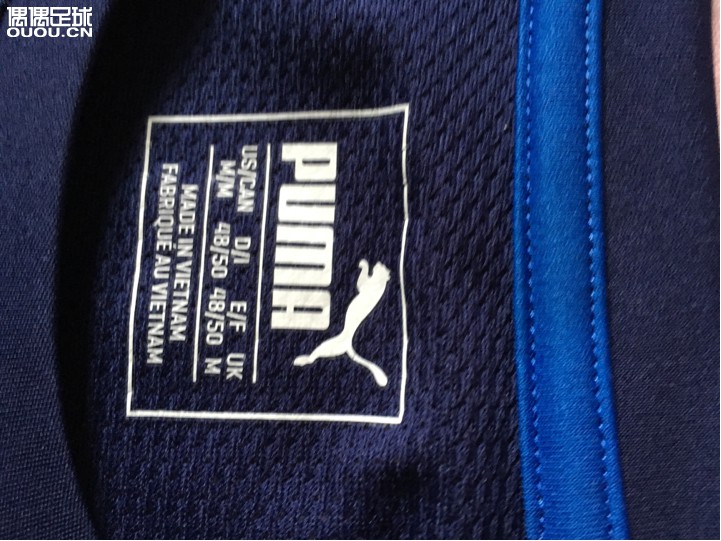 偶偶足球
OUOU.CN
PUMA
US/CAN D/I E/F UK
M/M 48/50 48/50 M
MADE IN VIETNAM
FABRIQUÉ AU VIETNAM